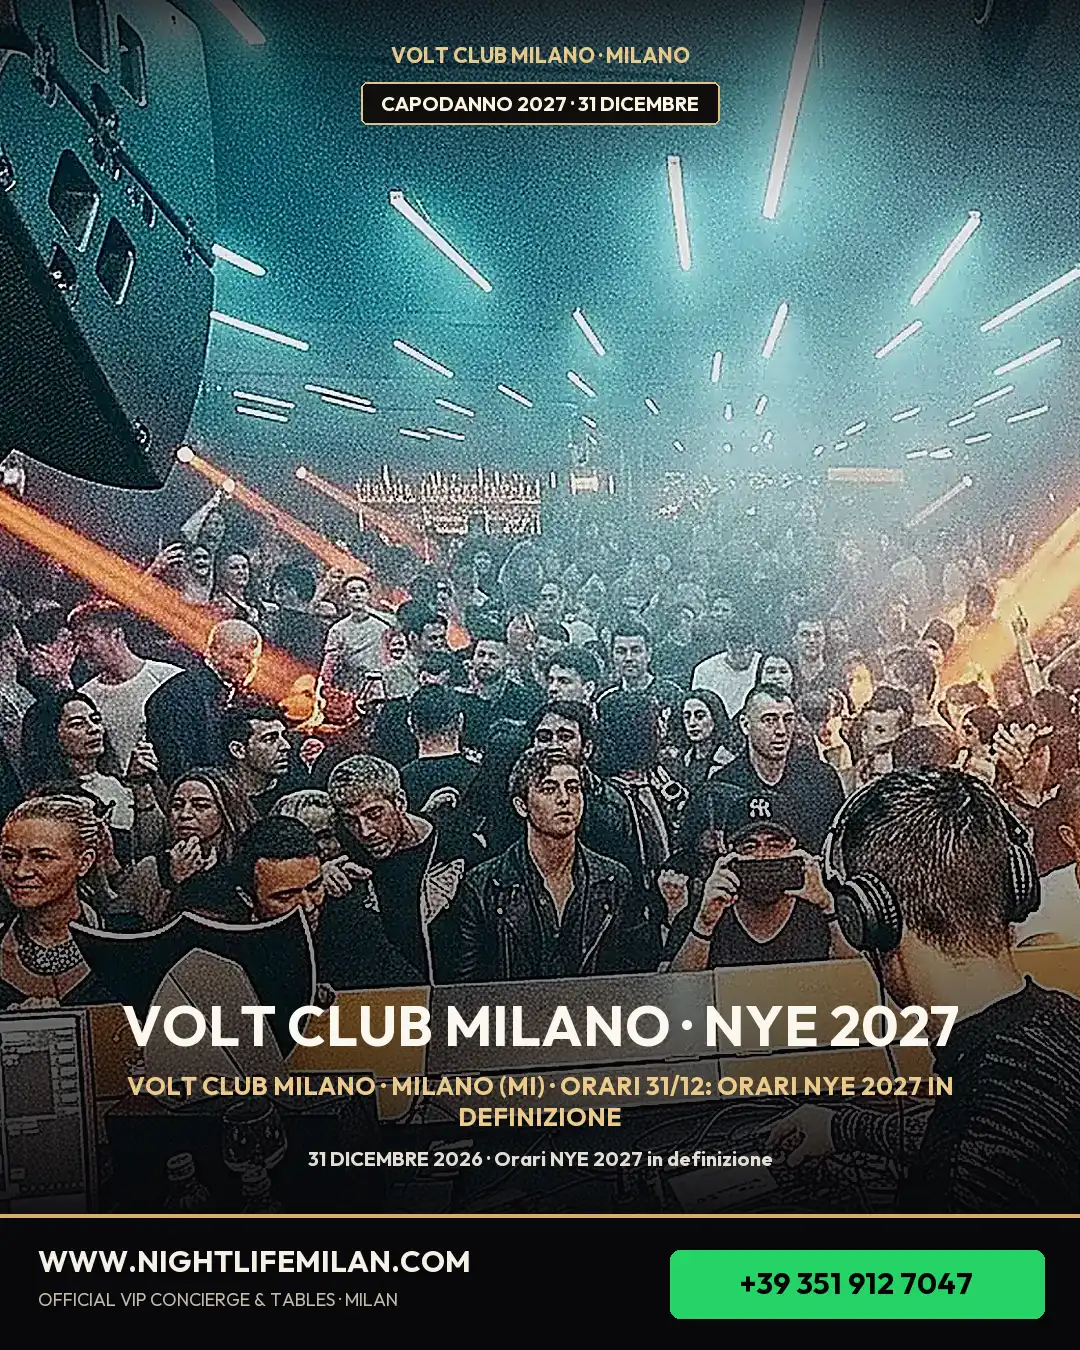 VOLT CLUB MILANO · MILANO
CAPODANNO 2027 · 31 DICEMBRE
VOLT CLUB MILANO · NYE 2027
VOLT CLUB MILANO · MILANO (MI) · ORARI 31/12: ORARI NYE 2027 IN
DEFINIZIONE
31 DICEMBRE 2026 · Orari NYE 2027 in definizione
WWW.NIGHTLIFEMILAN.COM
OFFICIAL VIP CONCIERGE & TABLES · MILAN
+39 351 912 7047